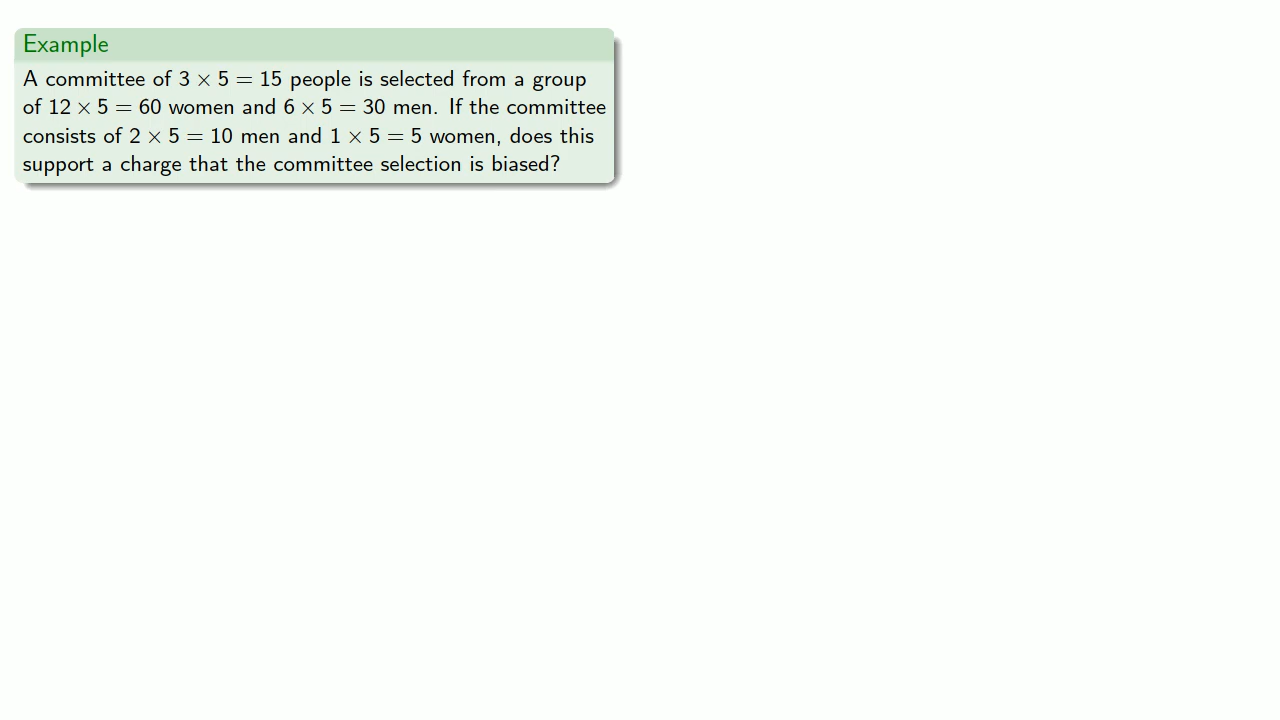 Example
A committee of 3 × 5 = 15 people is selected from a group
of 12 × 5 = 60 women and 6 × 5 = 30 men. If the committee
consists of 2 × 5 = 10 men and 1 × 5 = 5 women, does this
support a charge that the committee selection is biased?